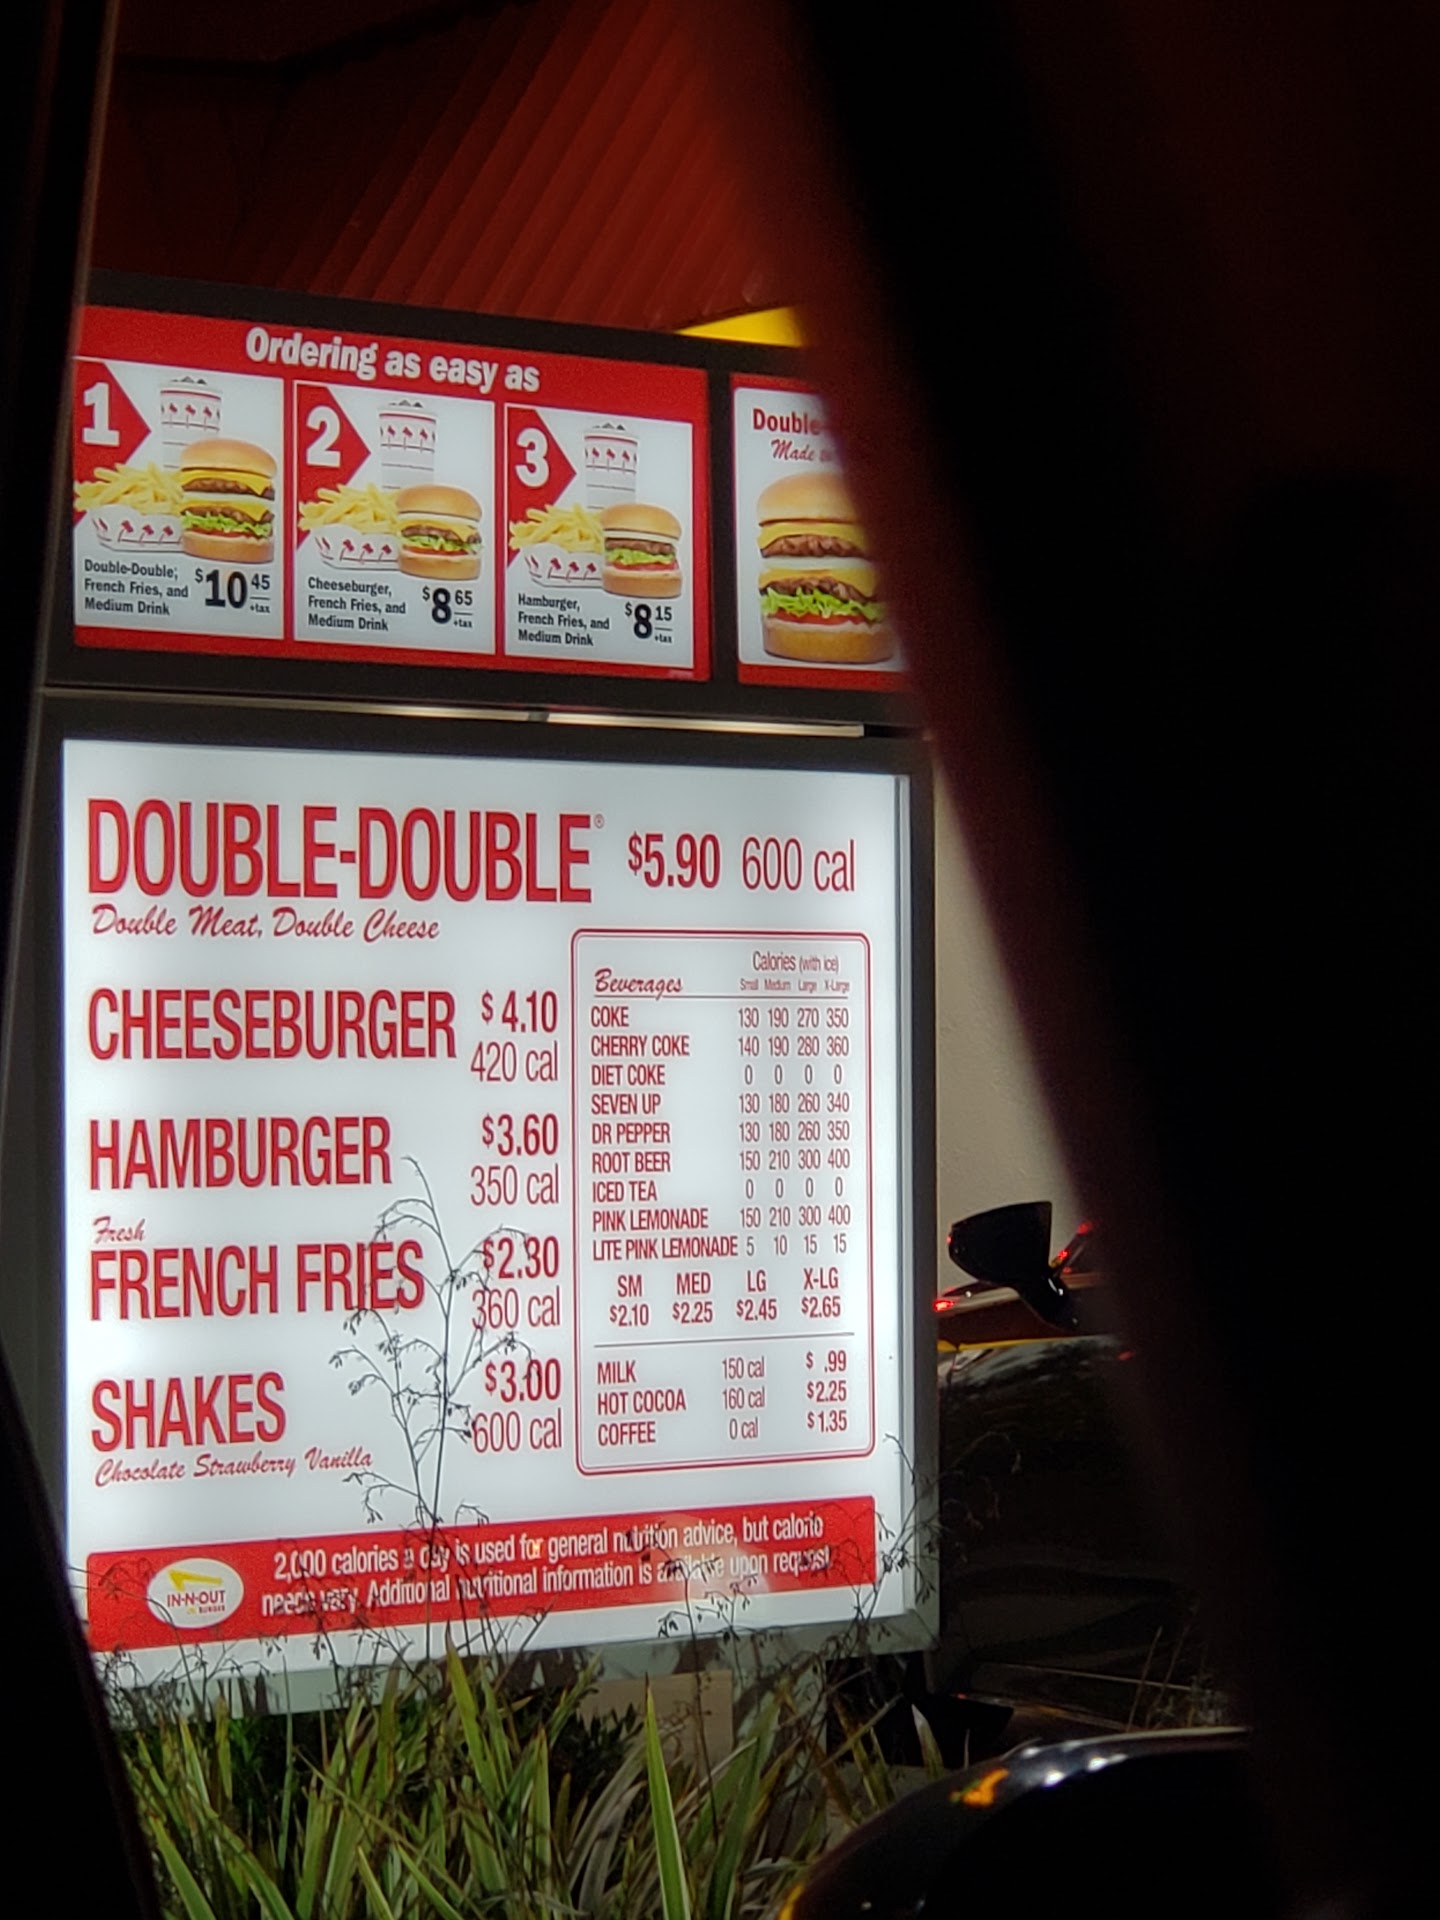 Ordering as easy as
1
Double-Double,
French Fries, and
Medium Drink
$10 45
+tax
2
Cheeseburger,
French Fries, and
Medium Drink
$8 65
+tax
3
Hamburger,
French Fries, and
Medium Drink
$8 15
+tax
Double-
Made
DOUBLE-DOUBLE® $5.90 600 cal
Double Meat, Double Cheese
CHEESEBURGER $4.10
420 cal
HAMBURGER $3.60
350 cal
Fresh
FRENCH FRIES $2.30
360 cal
SHAKES $3.00
600 cal
Chocolate Strawberry Vanilla
Calories (with ice)
Beverages Small Medium Large X-Large
COKE 130 190 270 350
CHERRY COKE 140 190 280 360
DIET COKE 0 0 0 0
SEVEN UP 130 180 260 340
DR PEPPER 130 180 260 350
ROOT BEER 150 210 300 400
ICED TEA 0 0 0 0
PINK LEMONADE 150 210 300 400
LITE PINK LEMONADE 5 10 15 15
SM MED LG X-LG
$2.10 $2.25 $2.45 $2.65
MILK 150 cal $ .99
HOT COCOA 160 cal $2.25
COFFEE 0 cal $1.35
IN-N-OUT
BURGER
2,000 calories a day is used for general nutrition advice, but calorie
needs vary. Additional nutritional information is available upon request.